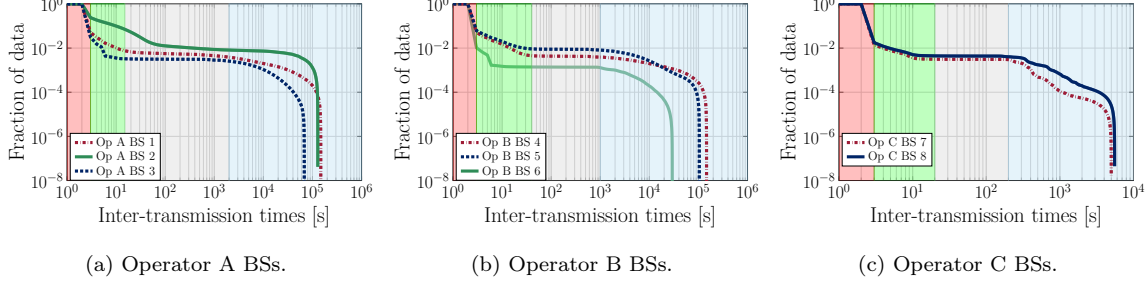 Fraction of data
10^0
10^-2
10^-4
10^-6
10^-8
Op A BS 1
Op A BS 2
Op A BS 3
10^0 10^1 10^2 10^3 10^4 10^5 10^6
Inter-transmission times [s]
(a) Operator A BSs.
Fraction of data
10^0
10^-2
10^-4
10^-6
10^-8
Op B BS 4
Op B BS 5
Op B BS 6
10^0 10^1 10^2 10^3 10^4 10^5 10^6
Inter-transmission times [s]
(b) Operator B BSs.
Fraction of data
10^0
10^-2
10^-4
10^-6
10^-8
Op C BS 7
Op C BS 8
10^0 10^1 10^2 10^3 10^4
Inter-transmission times [s]
(c) Operator C BSs.